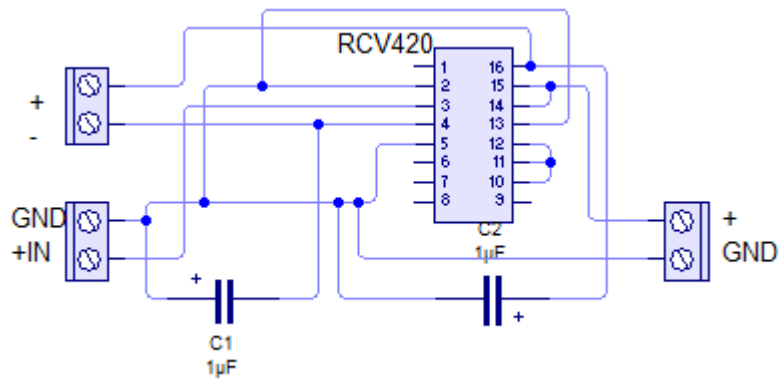 RCV420
+
-
1 16
2 15
3 14
4 13
5 12
6 11
7 10
8 9
GND
+IN
+
GND
C2
1µF
+
C1
1µF
+